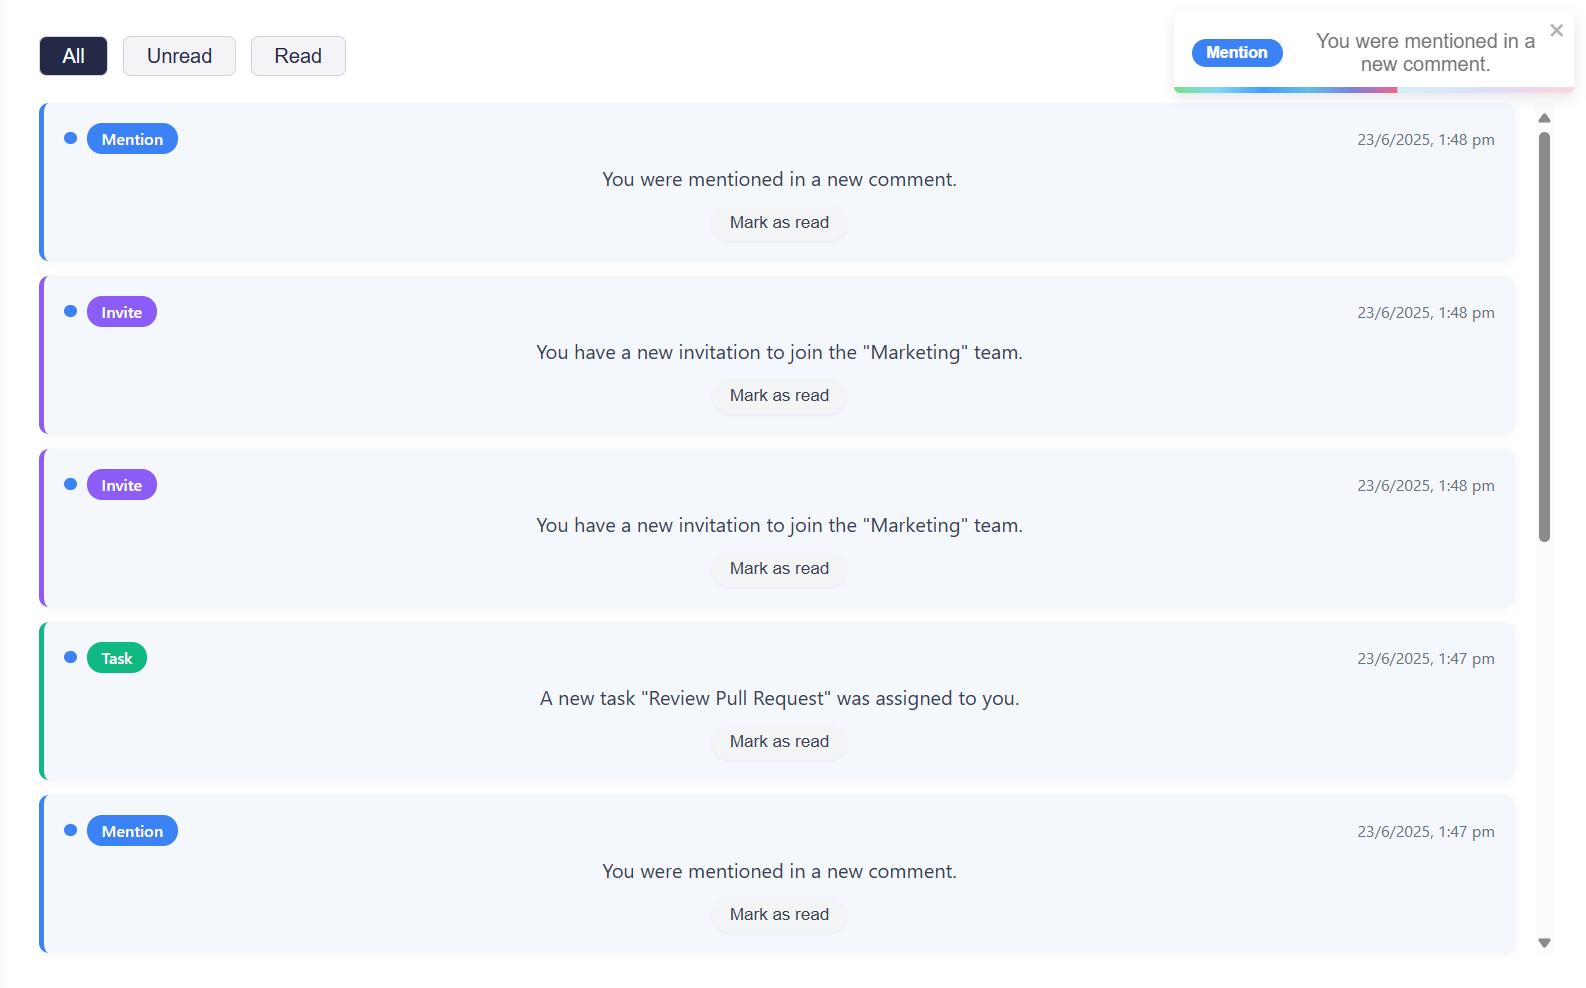 All
Unread
Read
Mention
You were mentioned in a
new comment.
Mention
23/6/2025, 1:48 pm
You were mentioned in a new comment.
Mark as read
Invite
23/6/2025, 1:48 pm
You have a new invitation to join the "Marketing" team.
Mark as read
Invite
23/6/2025, 1:48 pm
You have a new invitation to join the "Marketing" team.
Mark as read
Task
23/6/2025, 1:47 pm
A new task "Review Pull Request" was assigned to you.
Mark as read
Mention
23/6/2025, 1:47 pm
You were mentioned in a new comment.
Mark as read